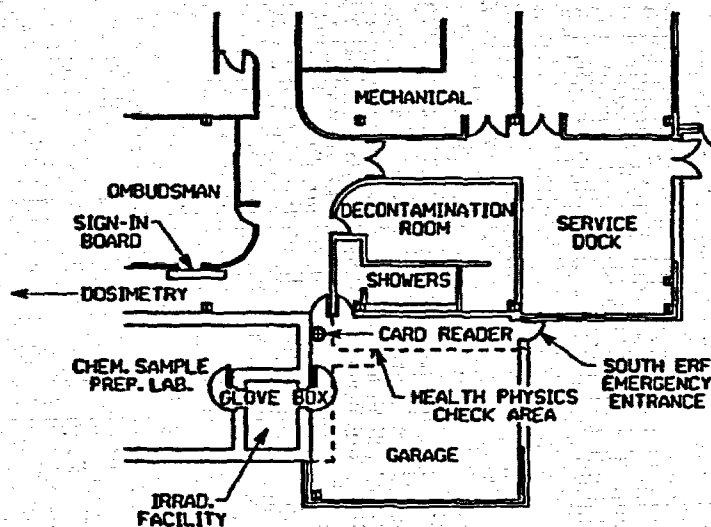 MECHANICAL
OMBUDSMAN
SIGN-IN
BOARD
DECONTAMINATION
ROOM
SERVICE
DOCK
SHOWERS
DOSIMETRY
CARD READER
CHEM. SAMPLE
PREP. LAB.
GLOVE BOX
HEALTH PHYSICS
CHECK AREA
SOUTH ERF
EMERGENCY
ENTRANCE
GARAGE
IRRAD.
FACILITY